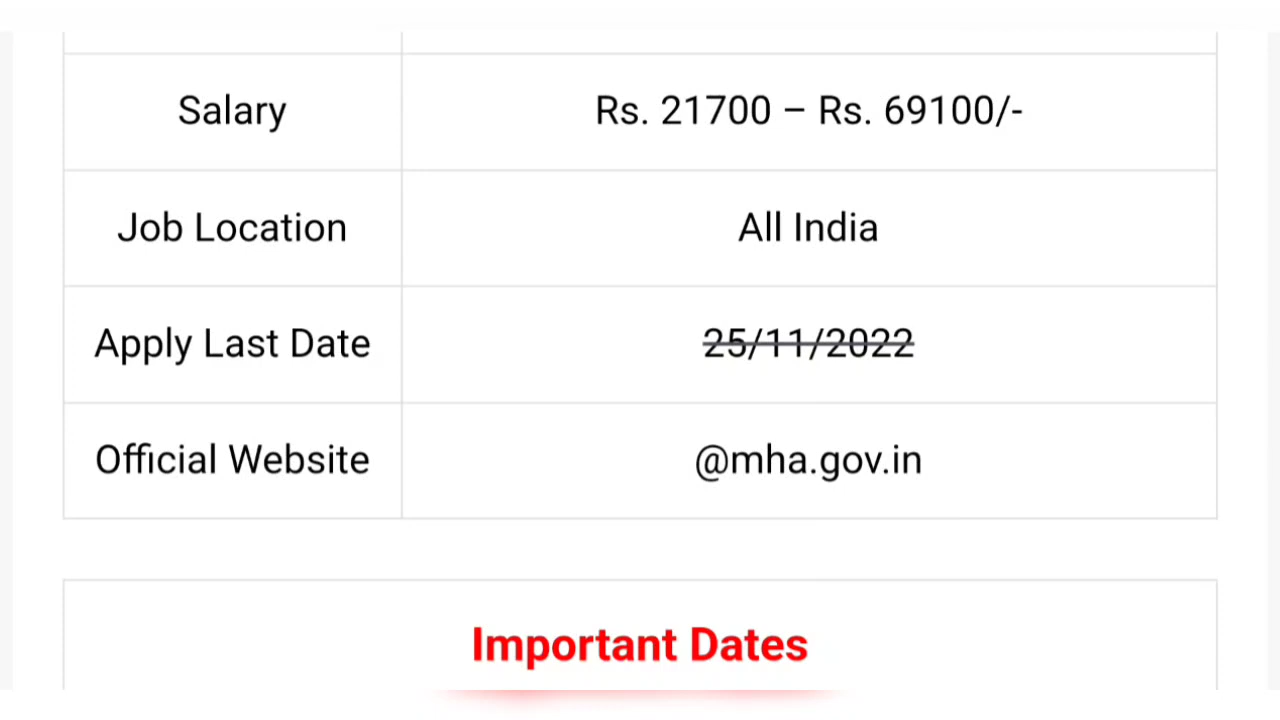 Salary Rs. 21700 – Rs. 69100/-
Job Location All India
Apply Last Date 25/11/2022
Official Website @mha.gov.in
Important Dates